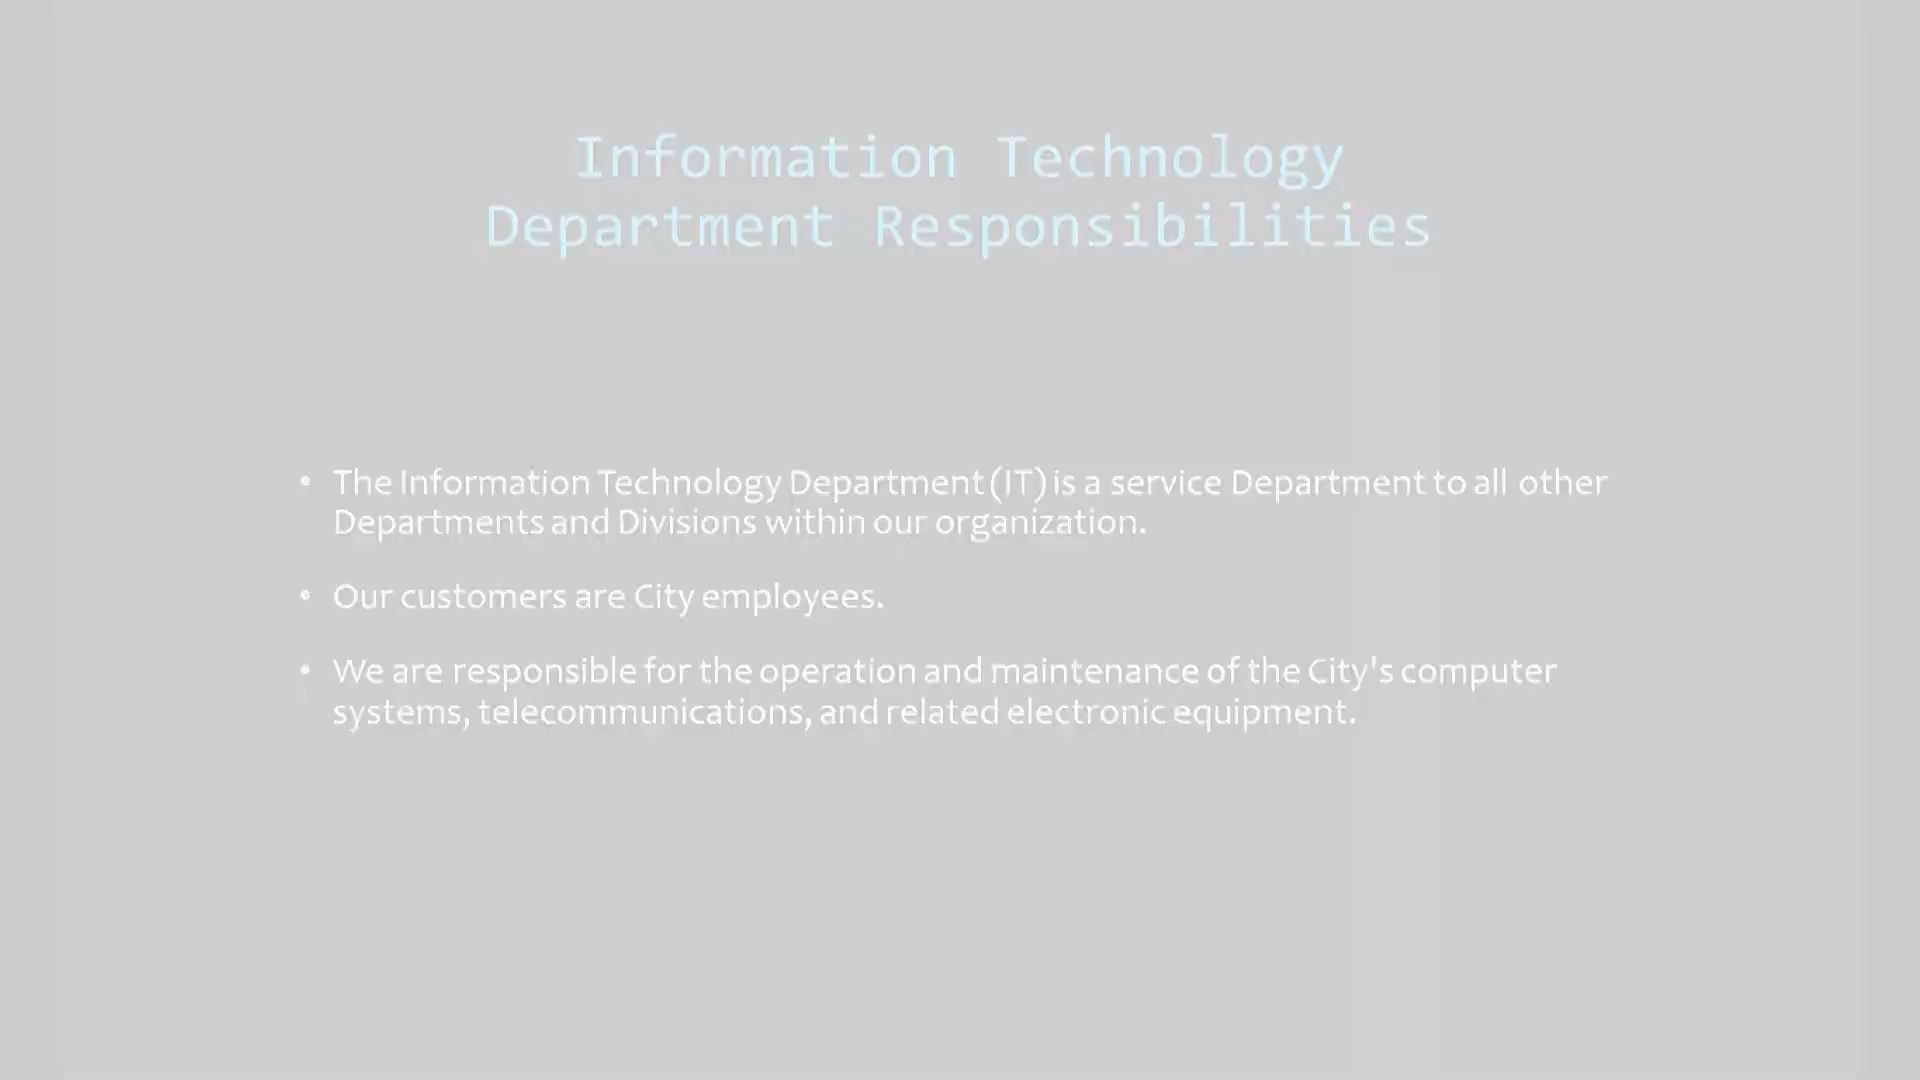 Information Technology
Department Responsibilities
• The Information Technology Department (IT) is a service Department to all other
Departments and Divisions within our organization.
• Our customers are City employees.
• We are responsible for the operation and maintenance of the City's computer
systems, telecommunications, and related electronic equipment.